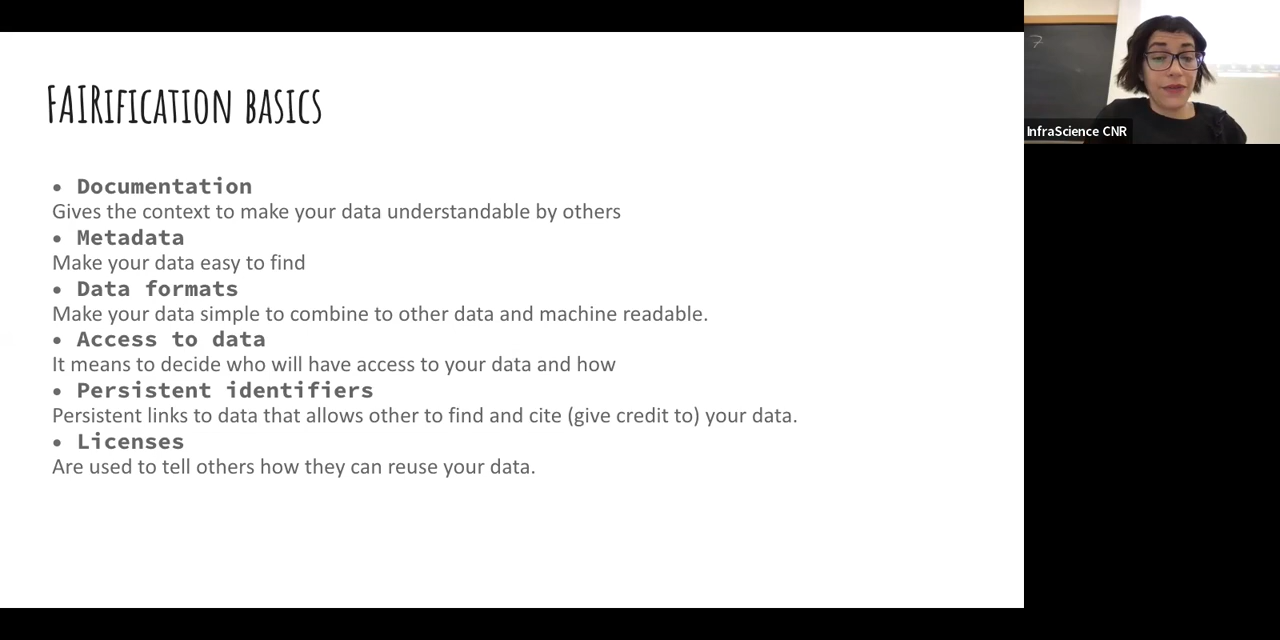 FAIRification basics
• Documentation
Gives the context to make your data understandable by others
• Metadata
Make your data easy to find
• Data formats
Make your data simple to combine to other data and machine readable.
• Access to data
It means to decide who will have access to your data and how
• Persistent identifiers
Persistent links to data that allows other to find and cite (give credit to) your data.
• Licenses
Are used to tell others how they can reuse your data.
InfraScience CNR